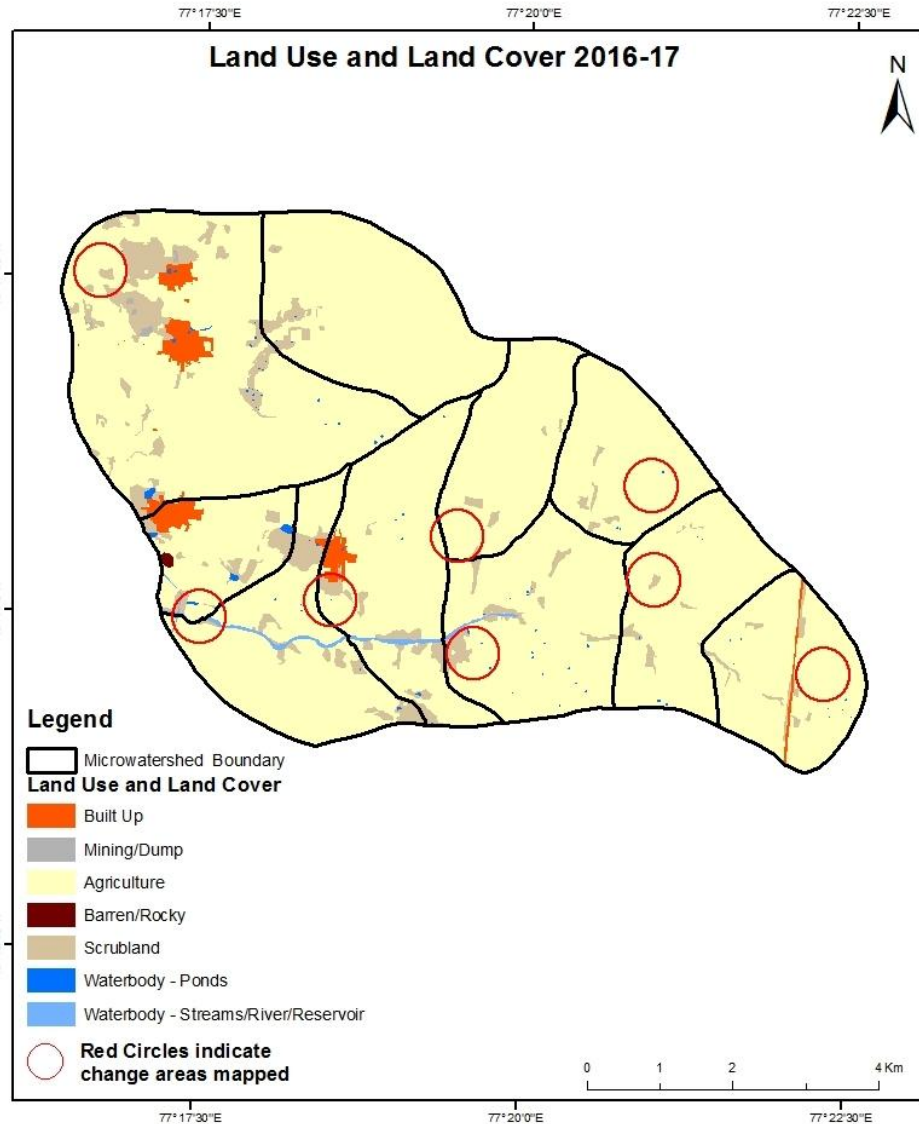 77°17'30"E 77°20'0"E 77°22'30"E
Land Use and Land Cover 2016-17
N
Legend
Microwatershed Boundary
Land Use and Land Cover
Built Up
Mining/Dump
Agriculture
Barren/Rocky
Scrubland
Waterbody - Ponds
Waterbody - Streams/River/Reservoir
Red Circles indicate
change areas mapped
0 1 2 4 Km
77°17'30"E 77°20'0"E 77°22'30"E